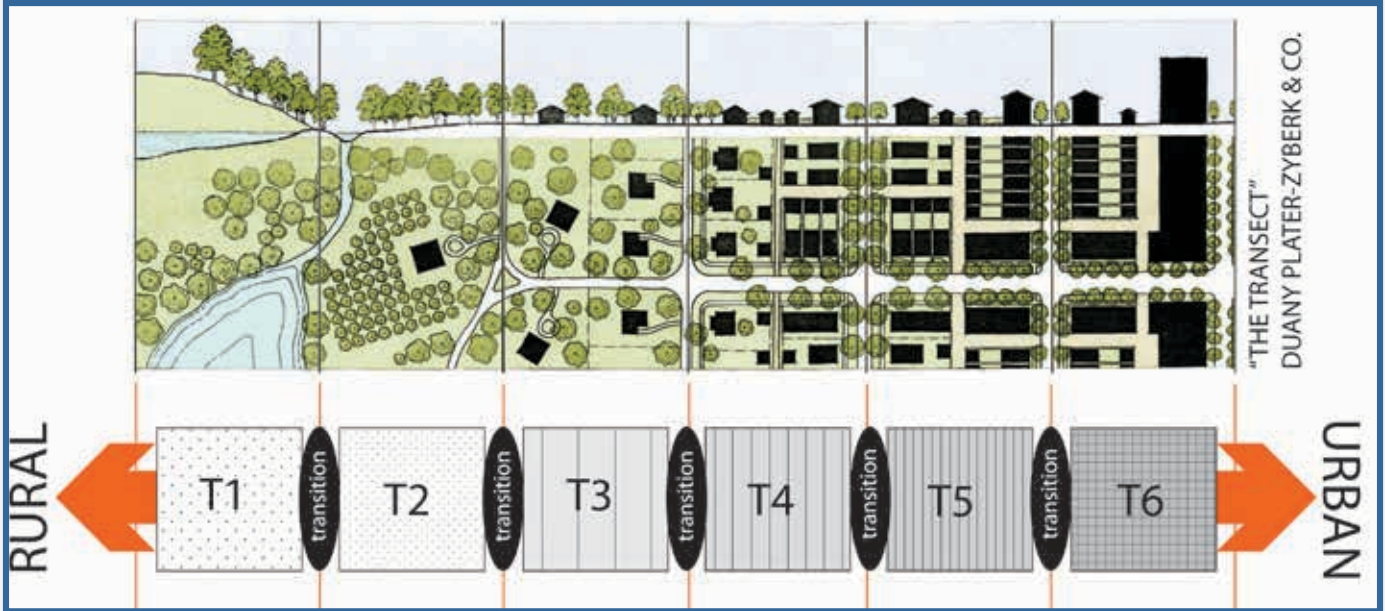 "THE TRANSECT"
DUANY PLATER-ZYBERK & CO.
RURAL
T1
transition
T2
transition
T3
transition
T4
transition
T5
transition
T6
URBAN